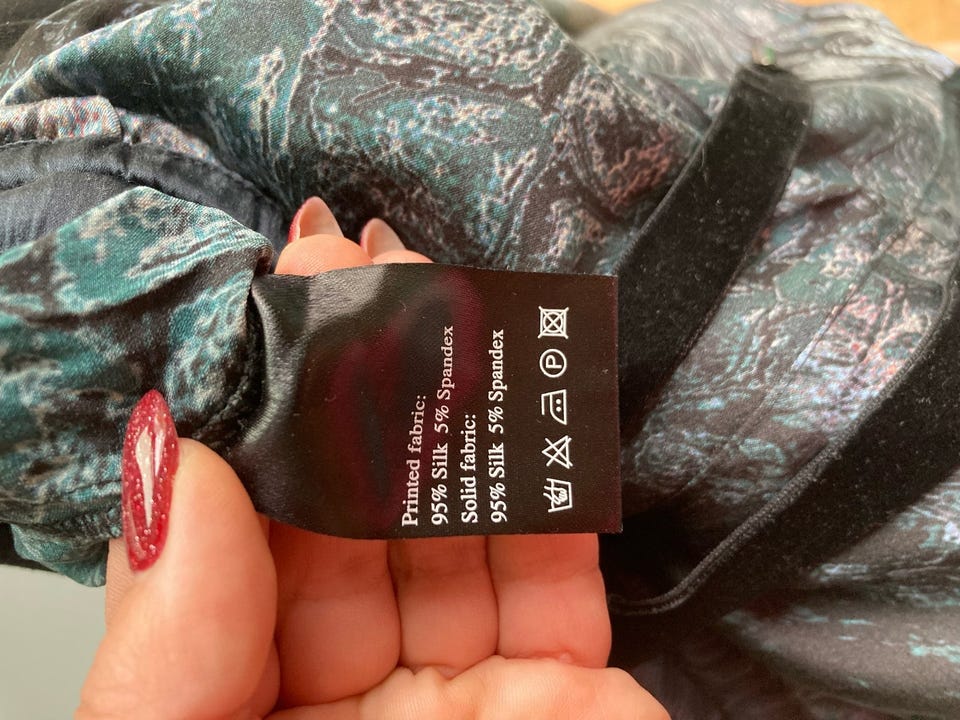 Printed fabric:
95% Silk 5% Spandex
Solid fabric:
95% Silk 5% Spandex
P